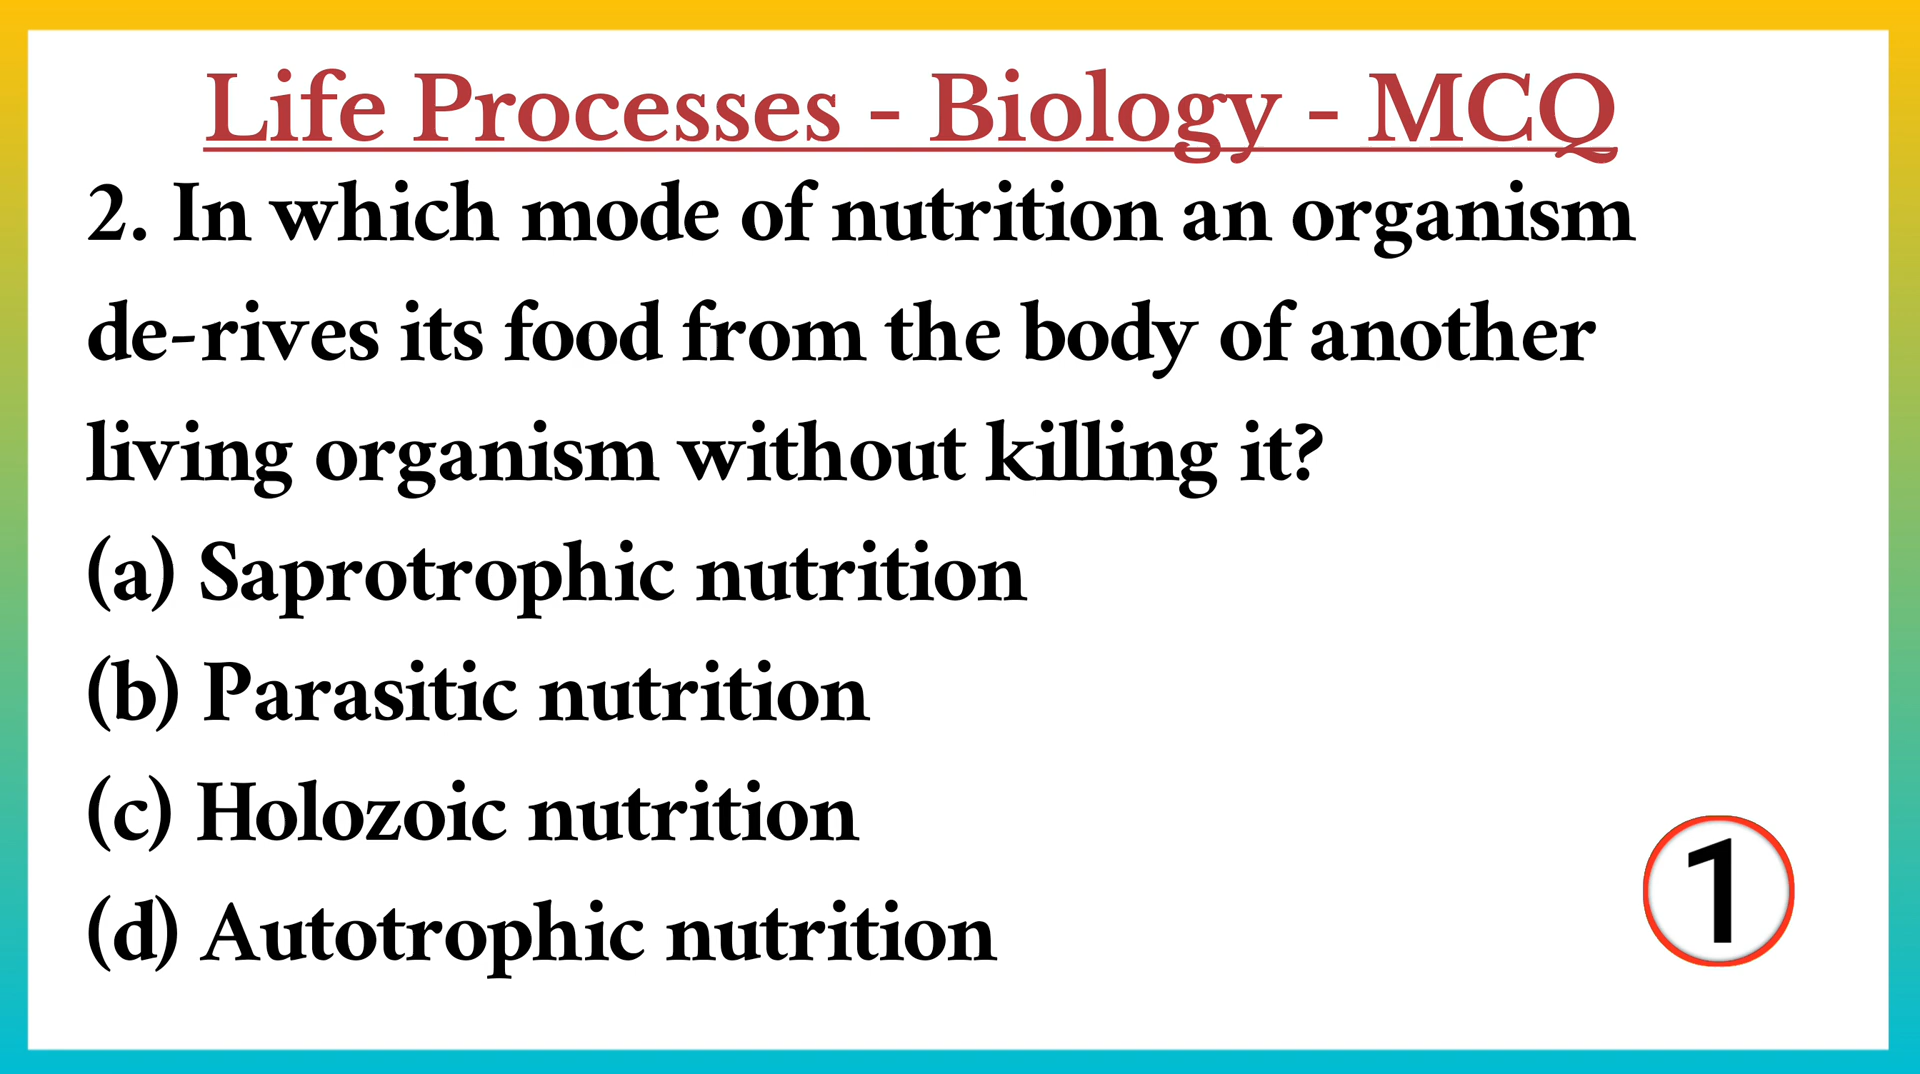 Life Processes - Biology - MCQ
2. In which mode of nutrition an organism
de-rives its food from the body of another
living organism without killing it?
(a) Saprotrophic nutrition
(b) Parasitic nutrition
(c) Holozoic nutrition
(d) Autotrophic nutrition
1